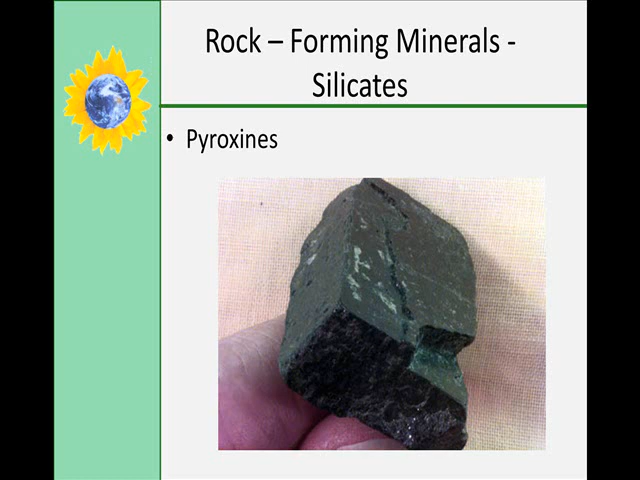 Rock – Forming Minerals -
Silicates
• Pyroxines